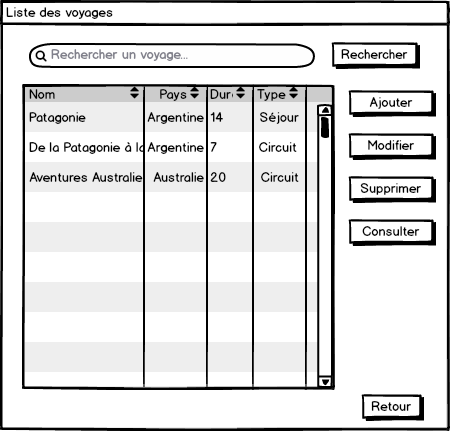 Liste des voyages
Rechercher un voyage...
Rechercher
Nom Pays Dur Type
Patagonie Argentine 14 Séjour
De la Patagonie à Argentine 7 Circuit
Aventures Australie Australie 20 Circuit
Ajouter
Modifier
Supprimer
Consulter
Retour